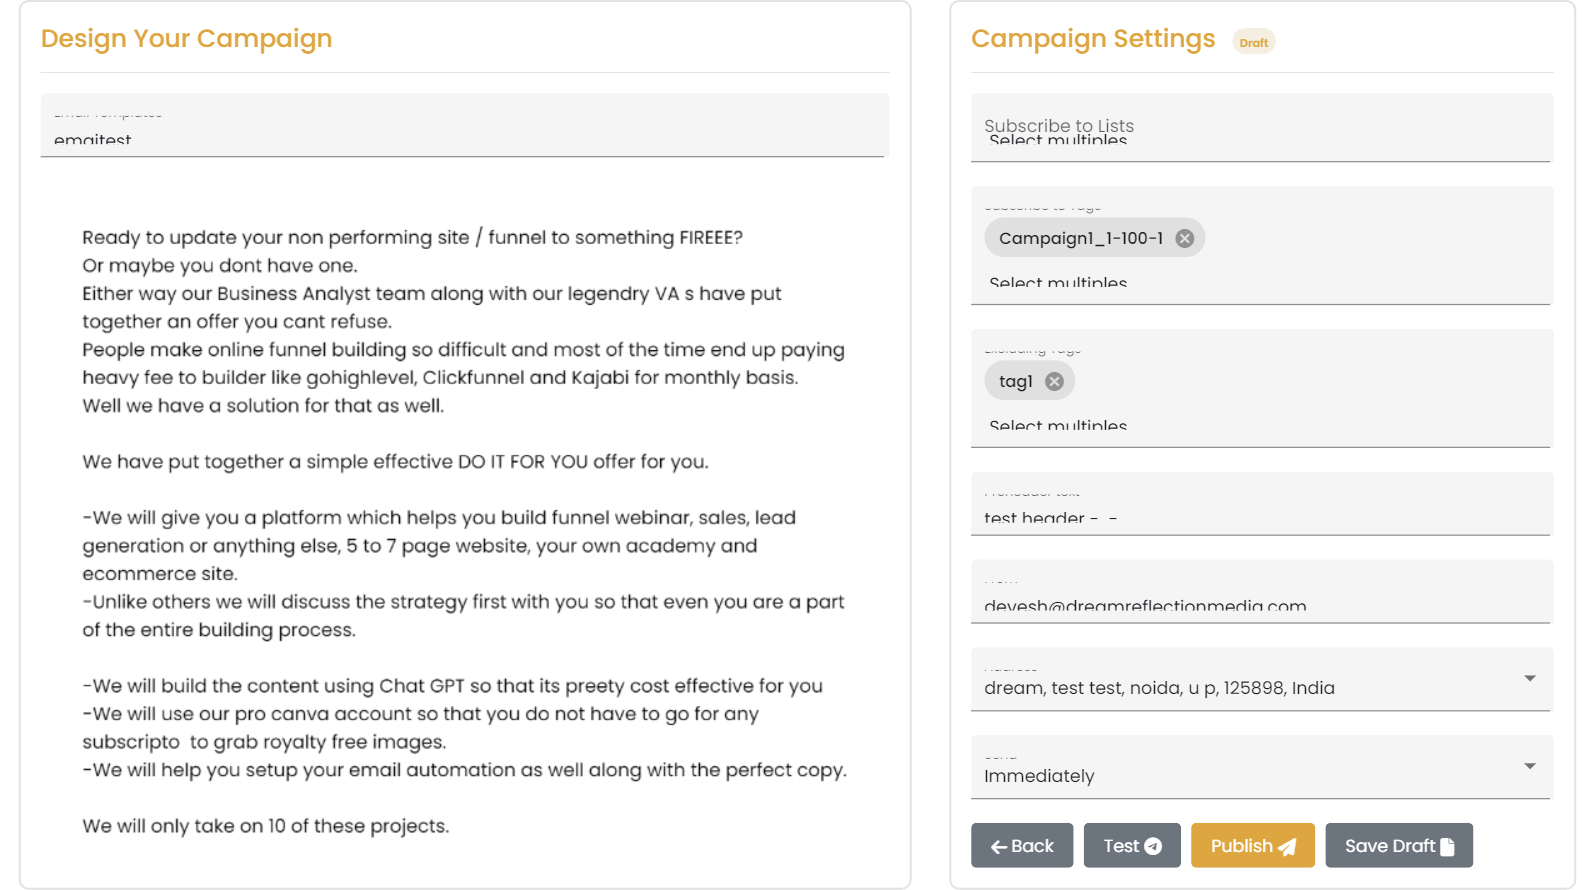 Design Your Campaign
Email Templates
emaitest
Ready to update your non performing site / funnel to something FIREEE?
Or maybe you dont have one.
Either way our Business Analyst team along with our legendry VA s have put
together an offer you cant refuse.
People make online funnel building so difficult and most of the time end up paying
heavy fee to builder like gohighlevel, Clickfunnel and Kajabi for monthly basis.
Well we have a solution for that as well.
We have put together a simple effective DO IT FOR YOU offer for you.
-We will give you a platform which helps you build funnel webinar, sales, lead
generation or anything else, 5 to 7 page website, your own academy and
ecommerce site.
-Unlike others we will discuss the strategy first with you so that even you are a part
of the entire building process.
-We will build the content using Chat GPT so that its preety cost effective for you
-We will use our pro canva account so that you do not have to go for any
subscripto  to grab royalty free images.
-We will help you setup your email automation as well along with the perfect copy.
We will only take on 10 of these projects.
Campaign Settings Draft
Subscribe to Lists
Select multiples
Subscribe to Tags
Campaign1_1-100-1
Select multiples
Excluding Tags
tag1
Select multiples
Preheader text
test header - -
From
devesh@dreamreflectionmedia.com
Address
dream, test test, noida, u p, 125898, India
Send
Immediately
Back Test Publish Save Draft